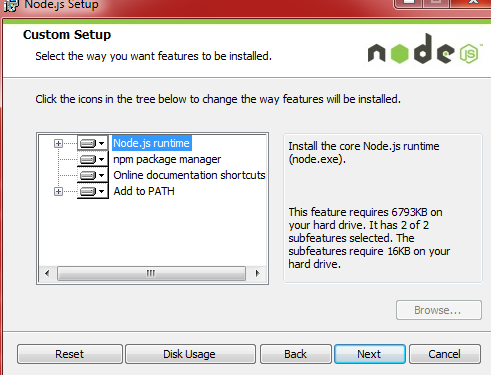 Node.js Setup
Custom Setup
Select the way you want features to be installed.
node
JS
Click the icons in the tree below to change the way features will be installed.
Node.js runtime
npm package manager
Online documentation shortcuts
Add to PATH
Install the core Node.js runtime
(node.exe).
This feature requires 6793KB on
your hard drive. It has 2 of 2
subfeatures selected. The
subfeatures require 16KB on your
hard drive.
Browse...
Reset
Disk Usage
Back
Next
Cancel